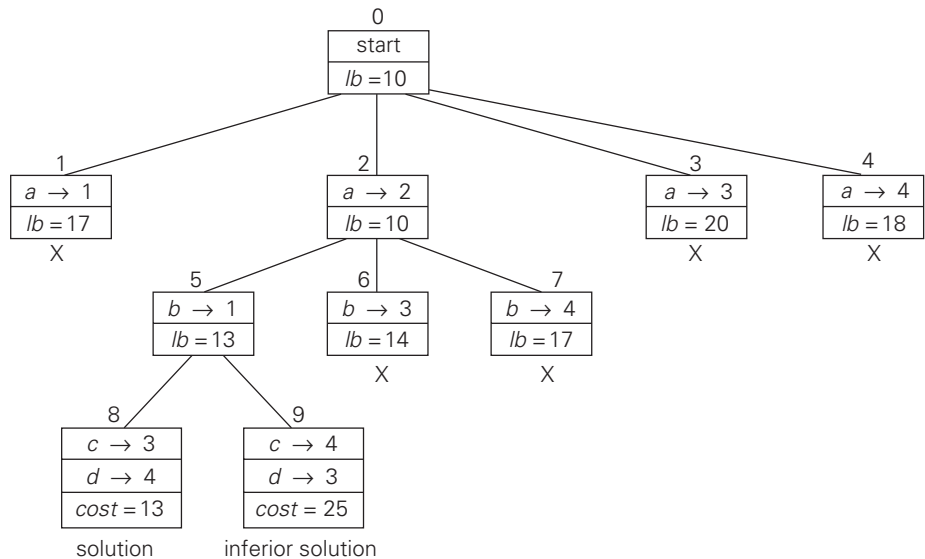 0
start
lb = 10
1
2
3
4
a → 1
a → 2
a → 3
a → 4
lb = 17
lb = 10
lb = 20
lb = 18
X
X
X
5
6
7
b → 1
b → 3
b → 4
lb = 13
lb = 14
lb = 17
X
X
8
9
c → 3
c → 4
d → 4
d → 3
cost = 13
cost = 25
solution
inferior solution